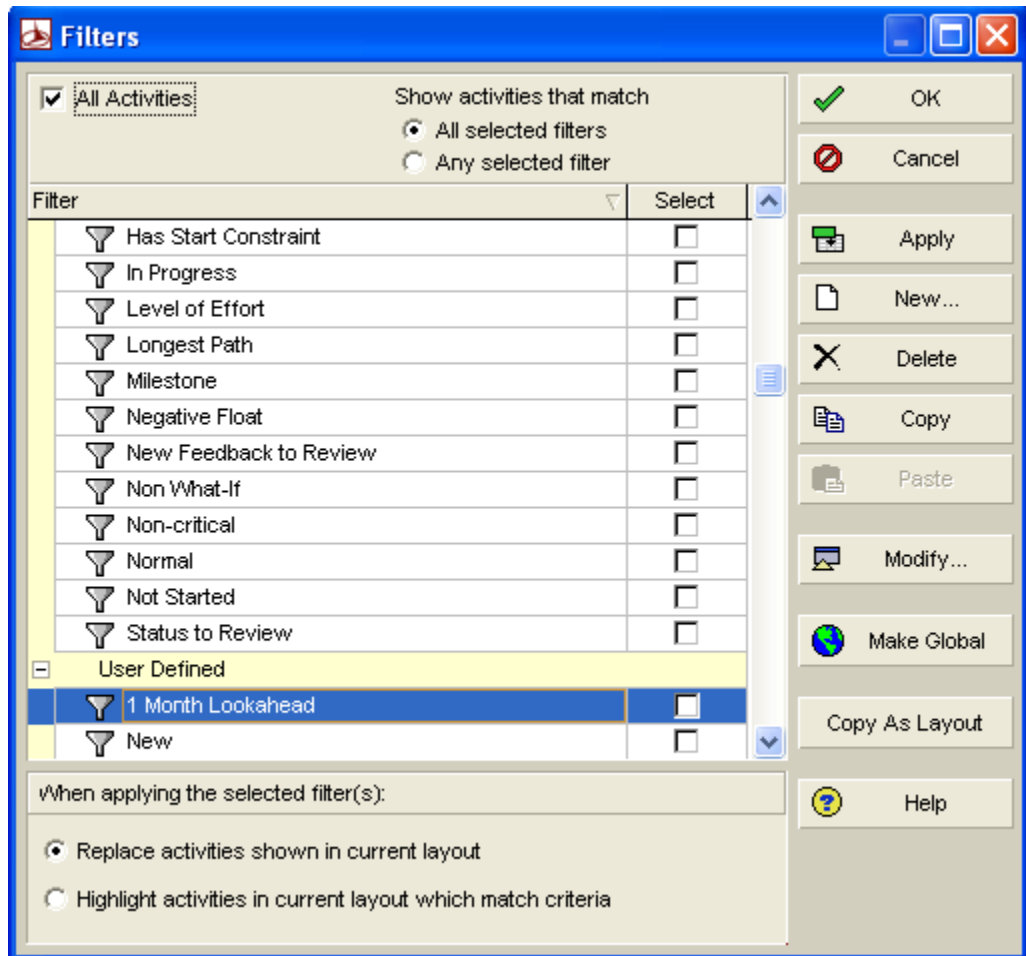 Filters
All Activities
Show activities that match
All selected filters
Any selected filter
Filter Select
Has Start Constraint
In Progress
Level of Effort
Longest Path
Milestone
Negative Float
New Feedback to Review
Non What-If
Non-critical
Normal
Not Started
Status to Review
User Defined
1 Month Lookahead
New
When applying the selected filter(s):
Replace activities shown in current layout
Highlight activities in current layout which match criteria
OK
Cancel
Apply
New...
Delete
Copy
Paste
Modify...
Make Global
Copy As Layout
Help